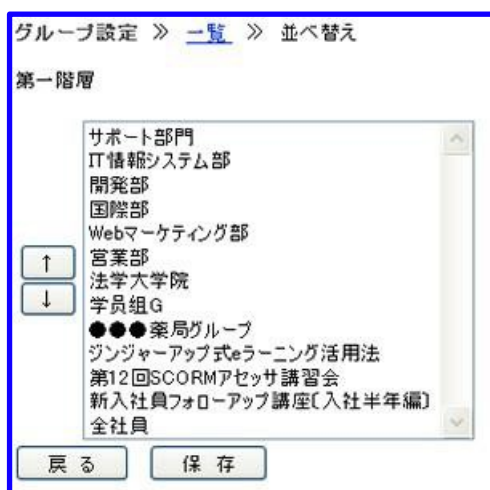 グループ設定 ≫ 一覧 ≫ 並べ替え
第一階層
サポート部門
IT情報システム部
開発部
国際部
Webマーケティング部
営業部
法学大学院
学员組G
●●●薬局グループ
ジンジャーアップ式eラーニング活用法
第12回SCORMアセッサ講習会
新入社員フォローアップ講座〔入社半年編〕
全社員
↑
↓
戻る 保存